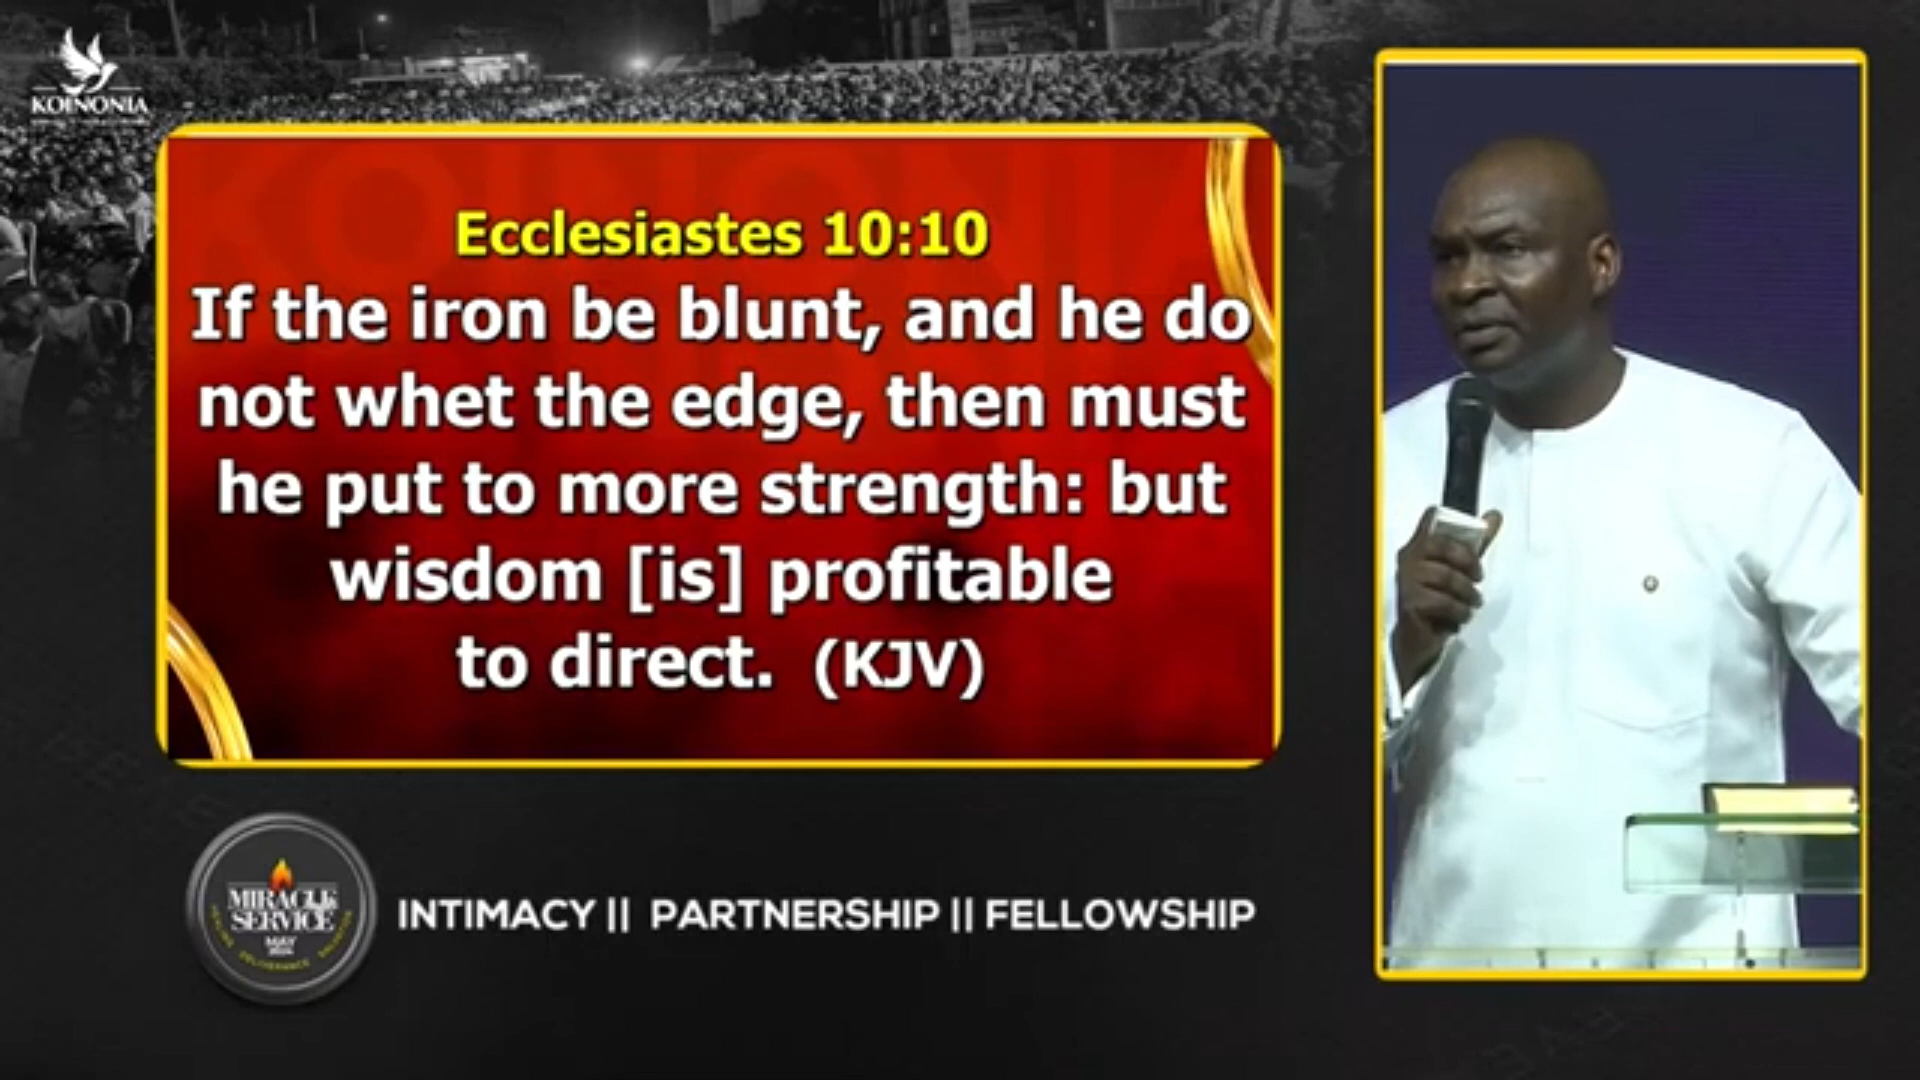 KOINONIA
Ecclesiastes 10:10
If the iron be blunt, and he do
not whet the edge, then must
he put to more strength: but
wisdom [is] profitable
to direct. (KJV)
MIRACLE
SERVICE
MAY
INTIMACY || PARTNERSHIP || FELLOWSHIP